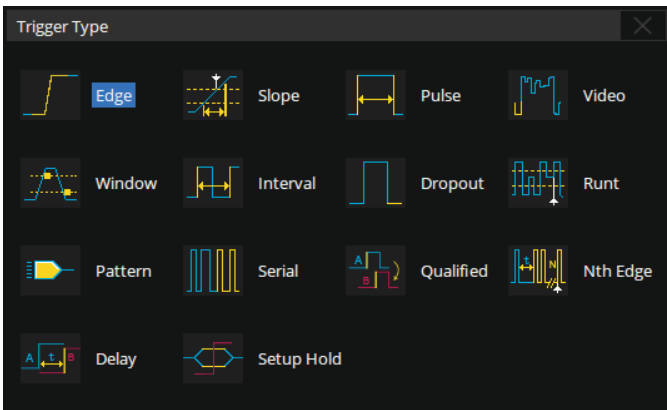 Trigger Type
Edge Slope Pulse Video
Window Interval Dropout Runt
Pattern Serial A B Qualified t N Nth Edge
A t B Delay Setup Hold